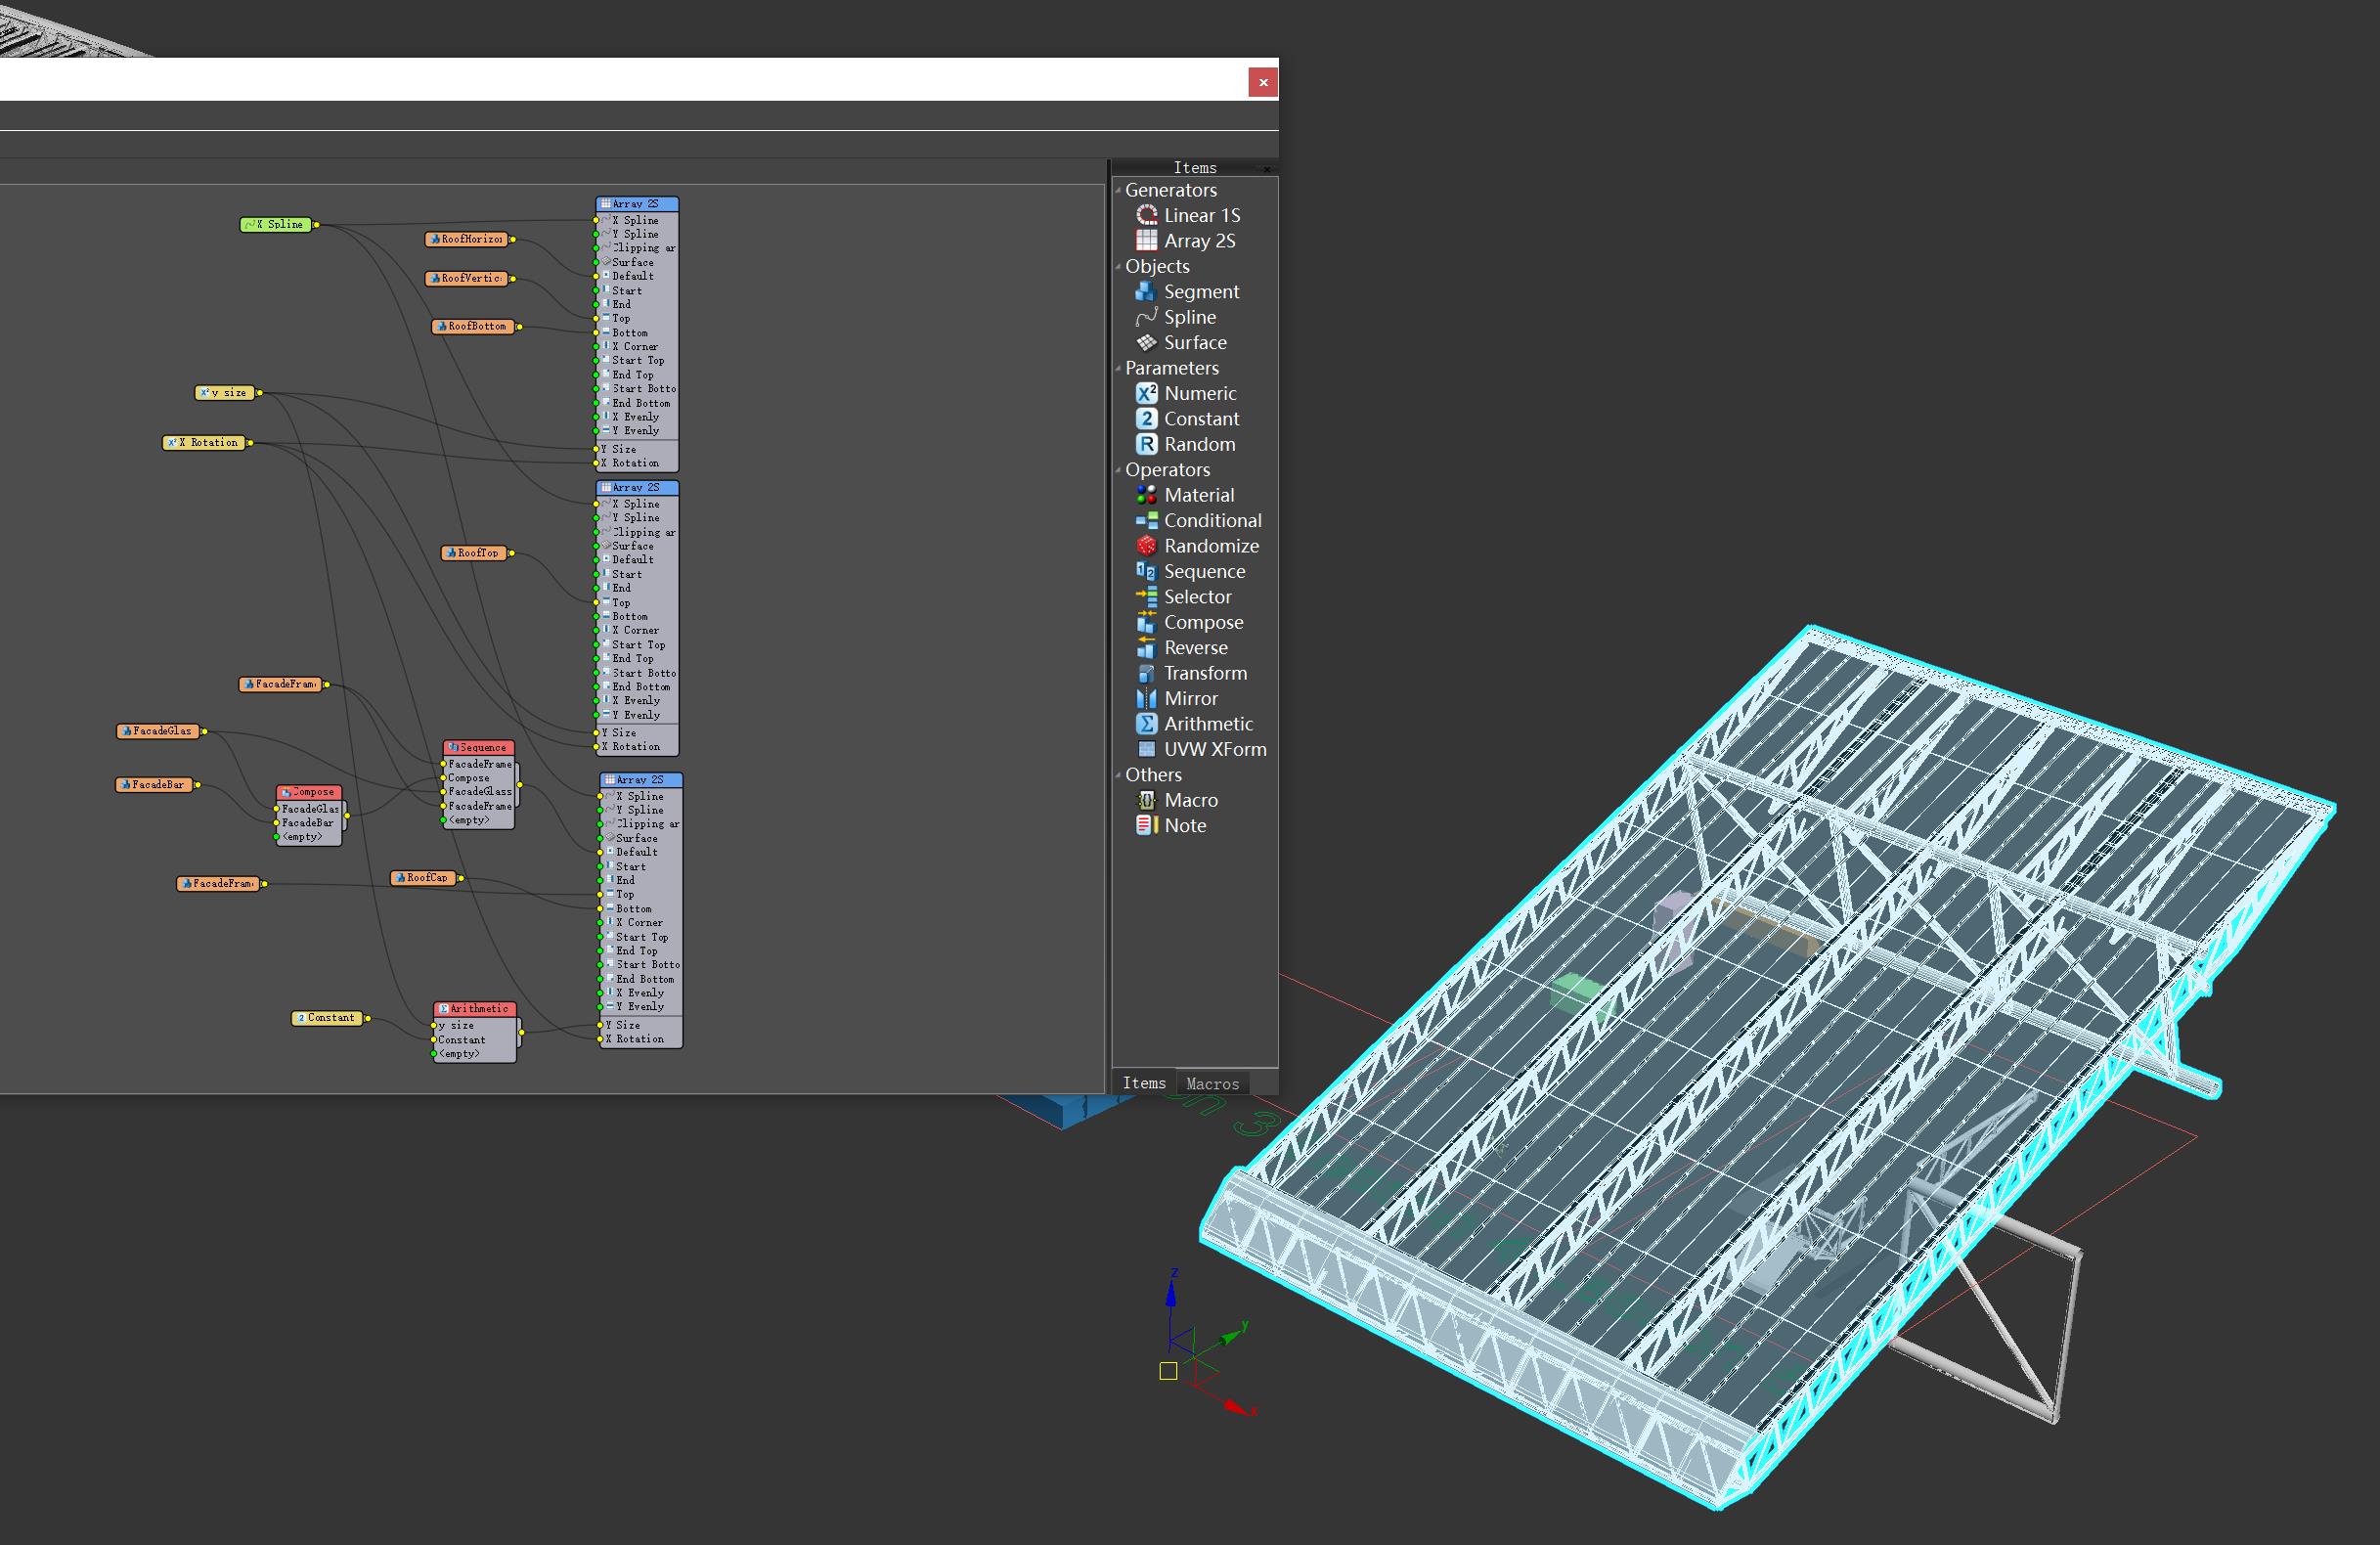 X Spline
RoofHorizon
RoofVertic
RoofBottom
y size
X Rotation
RoofTop
FacadeFram
FacadeGlas
FacadeBar
FacadeFram
RoofCap
Constant
Array 2S
X Spline
Y Spline
Clipping ar
Surface
Default
Start
End
Top
Bottom
X Corner
Start Top
End Top
Start Botto
End Bottom
X Evenly
Y Evenly
Y Size
X Rotation
Array 2S
X Spline
Y Spline
Clipping ar
Surface
Default
Start
End
Top
Bottom
X Corner
Start Top
End Top
Start Botto
End Bottom
X Evenly
Y Evenly
Y Size
X Rotation
Compose
FacadeGlas
FacadeBar
<empty>
Sequence
FacadeFrame
Compose
FacadeGlass
FacadeFrame
<empty>
Array 2S
X Spline
Y Spline
Clipping ar
Surface
Default
Start
End
Top
Bottom
X Corner
Start Top
End Top
Start Botto
End Bottom
X Evenly
Y Evenly
Y Size
X Rotation
Arithmetic
y size
Constant
<empty>
Items
Generators
Linear 1S
Array 2S
Objects
Segment
Spline
Surface
Parameters
Numeric
Constant
Random
Operators
Material
Conditional
Randomize
Sequence
Selector
Compose
Reverse
Transform
Mirror
Arithmetic
UVW XForm
Others
Macro
Note
Items Macros
3
z
y
x